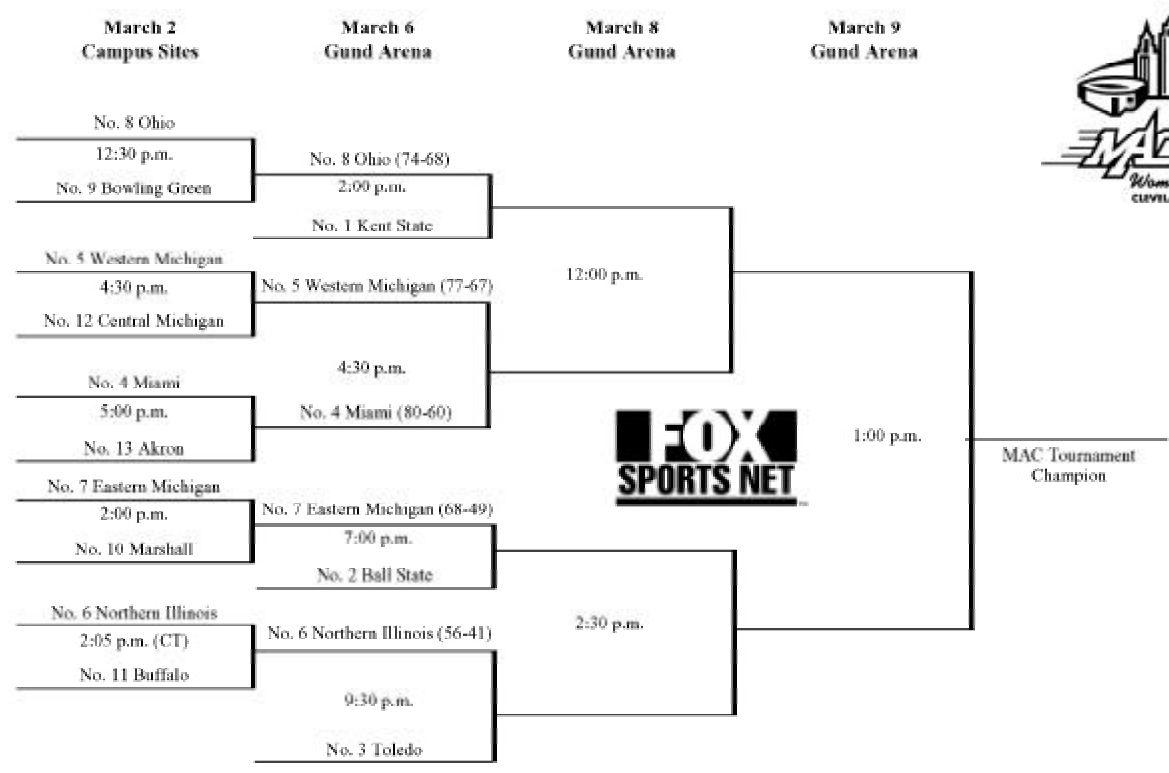 March 2
Campus Sites
March 6
Gund Arena
March 8
Gund Arena
March 9
Gund Arena
No. 8 Ohio
12:30 p.m.
No. 9 Bowling Green
No. 5 Western Michigan
4:30 p.m.
No. 12 Central Michigan
No. 4 Miami
5:00 p.m.
No. 13 Akron
No. 7 Eastern Michigan
2:00 p.m.
No. 10 Marshall
No. 6 Northern Illinois
2:05 p.m. (CT)
No. 11 Buffalo
No. 8 Ohio (74-68)
2:00 p.m.
No. 1 Kent State
No. 5 Western Michigan (77-67)
4:30 p.m.
No. 4 Miami (80-60)
No. 7 Eastern Michigan (68-49)
7:00 p.m.
No. 2 Ball State
No. 6 Northern Illinois (56-41)
9:30 p.m.
No. 3 Toledo
12:00 p.m.
FOX
SPORTS NET
2:30 p.m.
1:00 p.m.
MAC Tournament
Champion